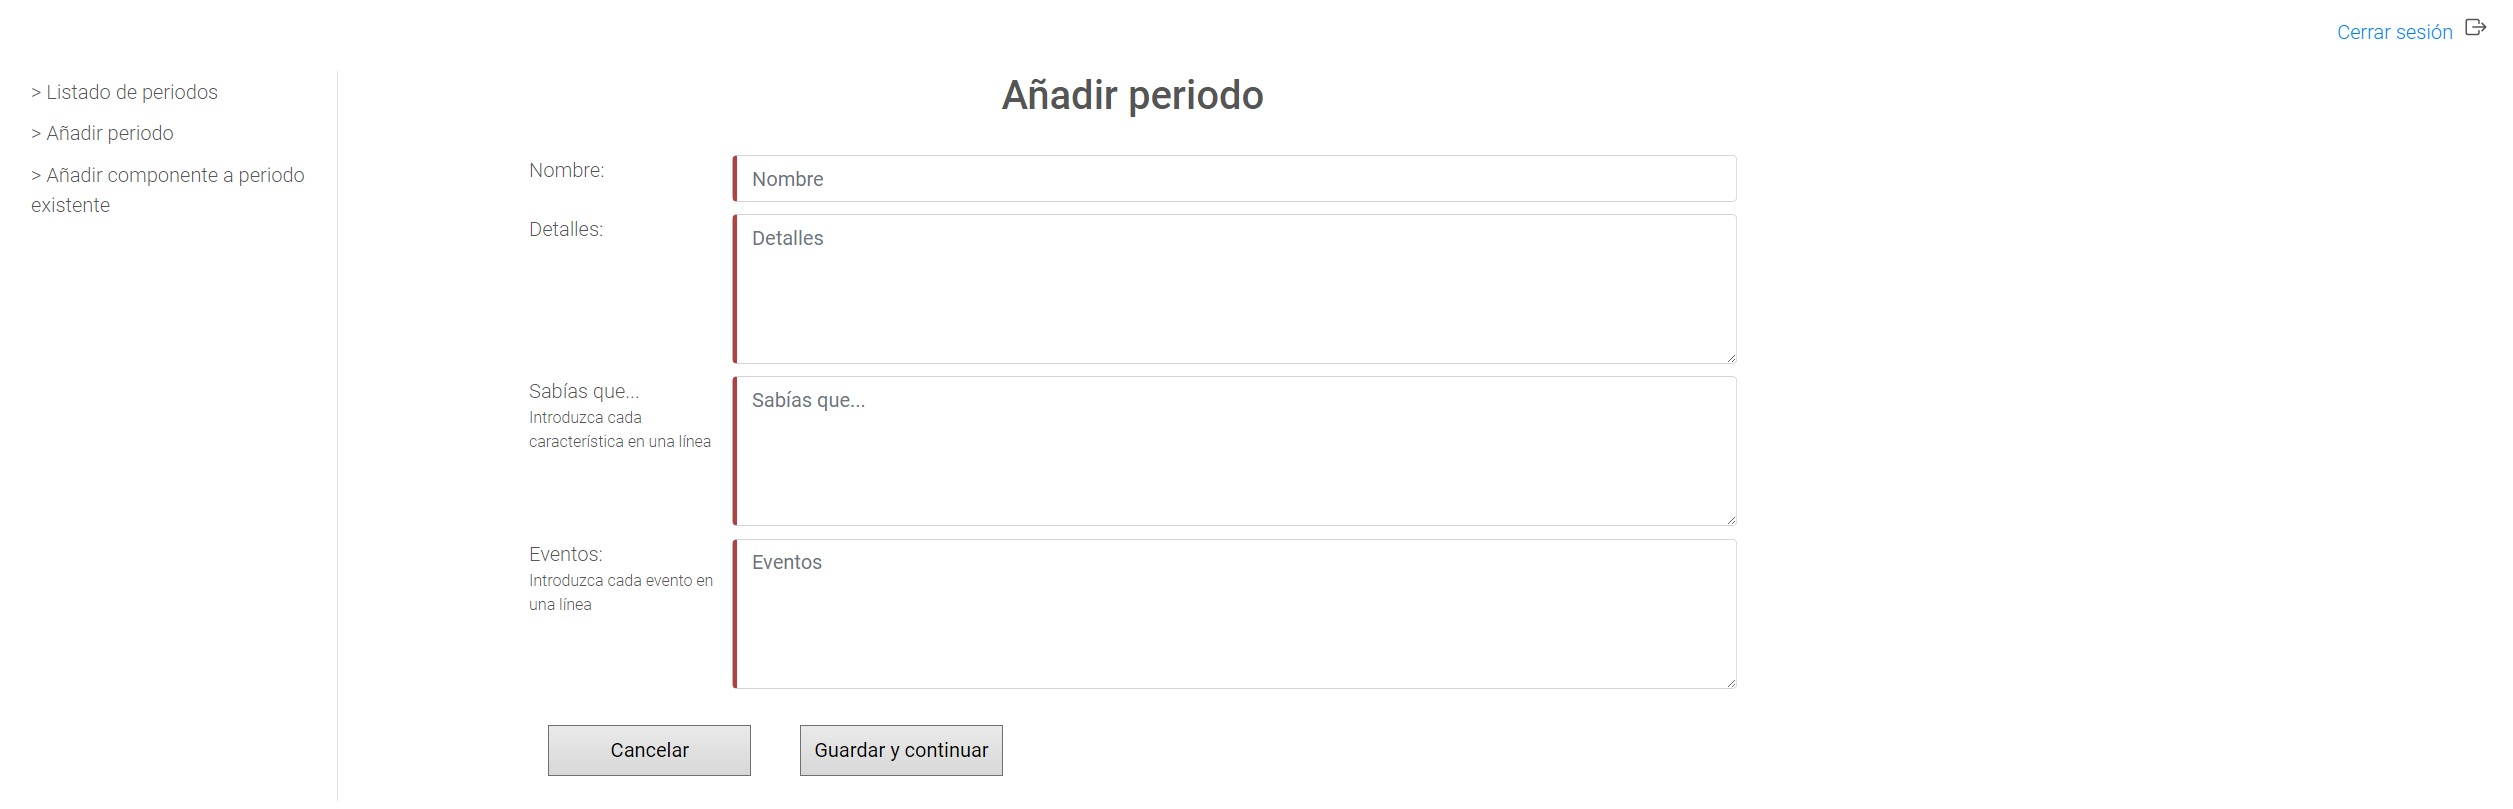 Cerrar sesión
> Listado de periodos
> Añadir periodo
> Añadir componente a periodo
existente
Añadir periodo
Nombre:
Nombre
Detalles:
Detalles
Sabías que...
Introduzca cada
característica en una línea
Sabías que...
Eventos:
Introduzca cada evento en
una línea
Eventos
Cancelar
Guardar y continuar